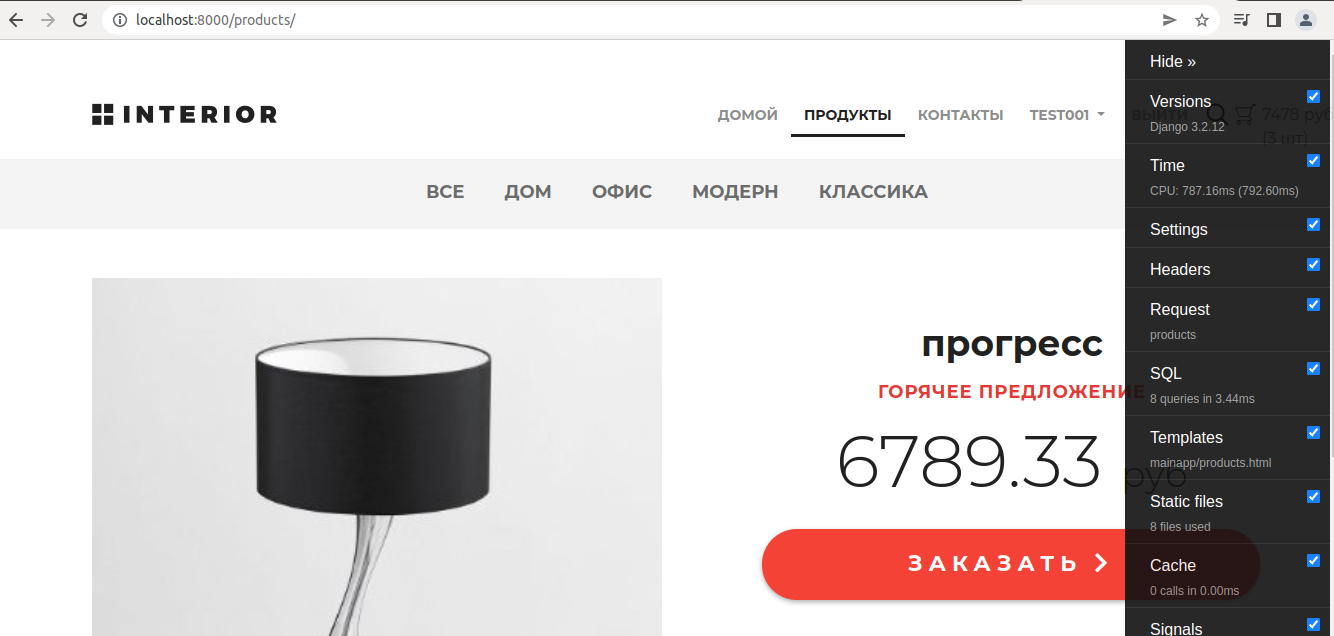 localhost:8000/products/
INTERIOR
ДОМОЙ ПРОДУКТЫ КОНТАКТЫ TEST001 ВЫЙТИ 7478 руб
(3 шт)
ВСЕ ДОМ ОФИС МОДЕРН КЛАССИКА
прогресс
ГОРЯЧЕЕ ПРЕДЛОЖЕНИЕ
6789.33 руб
ЗАКАЗАТЬ
Hide »
Versions
Django 3.2.12
Time
CPU: 787.16ms (792.60ms)
Settings
Headers
Request
products
SQL
8 queries in 3.44ms
Templates
mainapp/products.html
Static files
8 files used
Cache
0 calls in 0.00ms
Signals